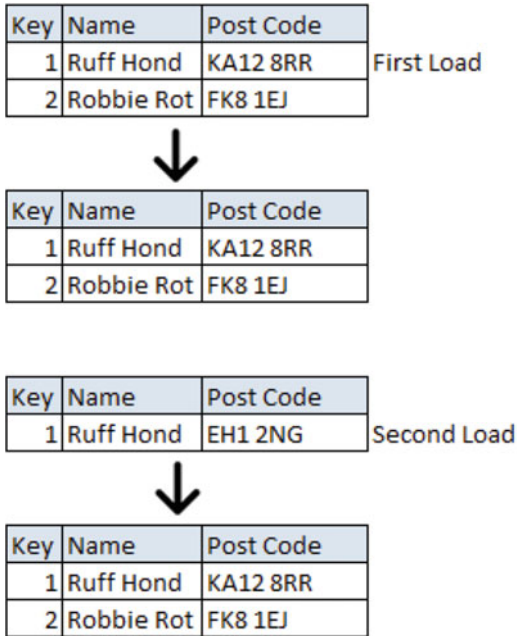 Key Name Post Code
1 Ruff Hond KA12 8RR First Load
2 Robbie Rot FK8 1EJ
Key Name Post Code
1 Ruff Hond KA12 8RR
2 Robbie Rot FK8 1EJ
Key Name Post Code
1 Ruff Hond EH1 2NG Second Load
Key Name Post Code
1 Ruff Hond KA12 8RR
2 Robbie Rot FK8 1EJ